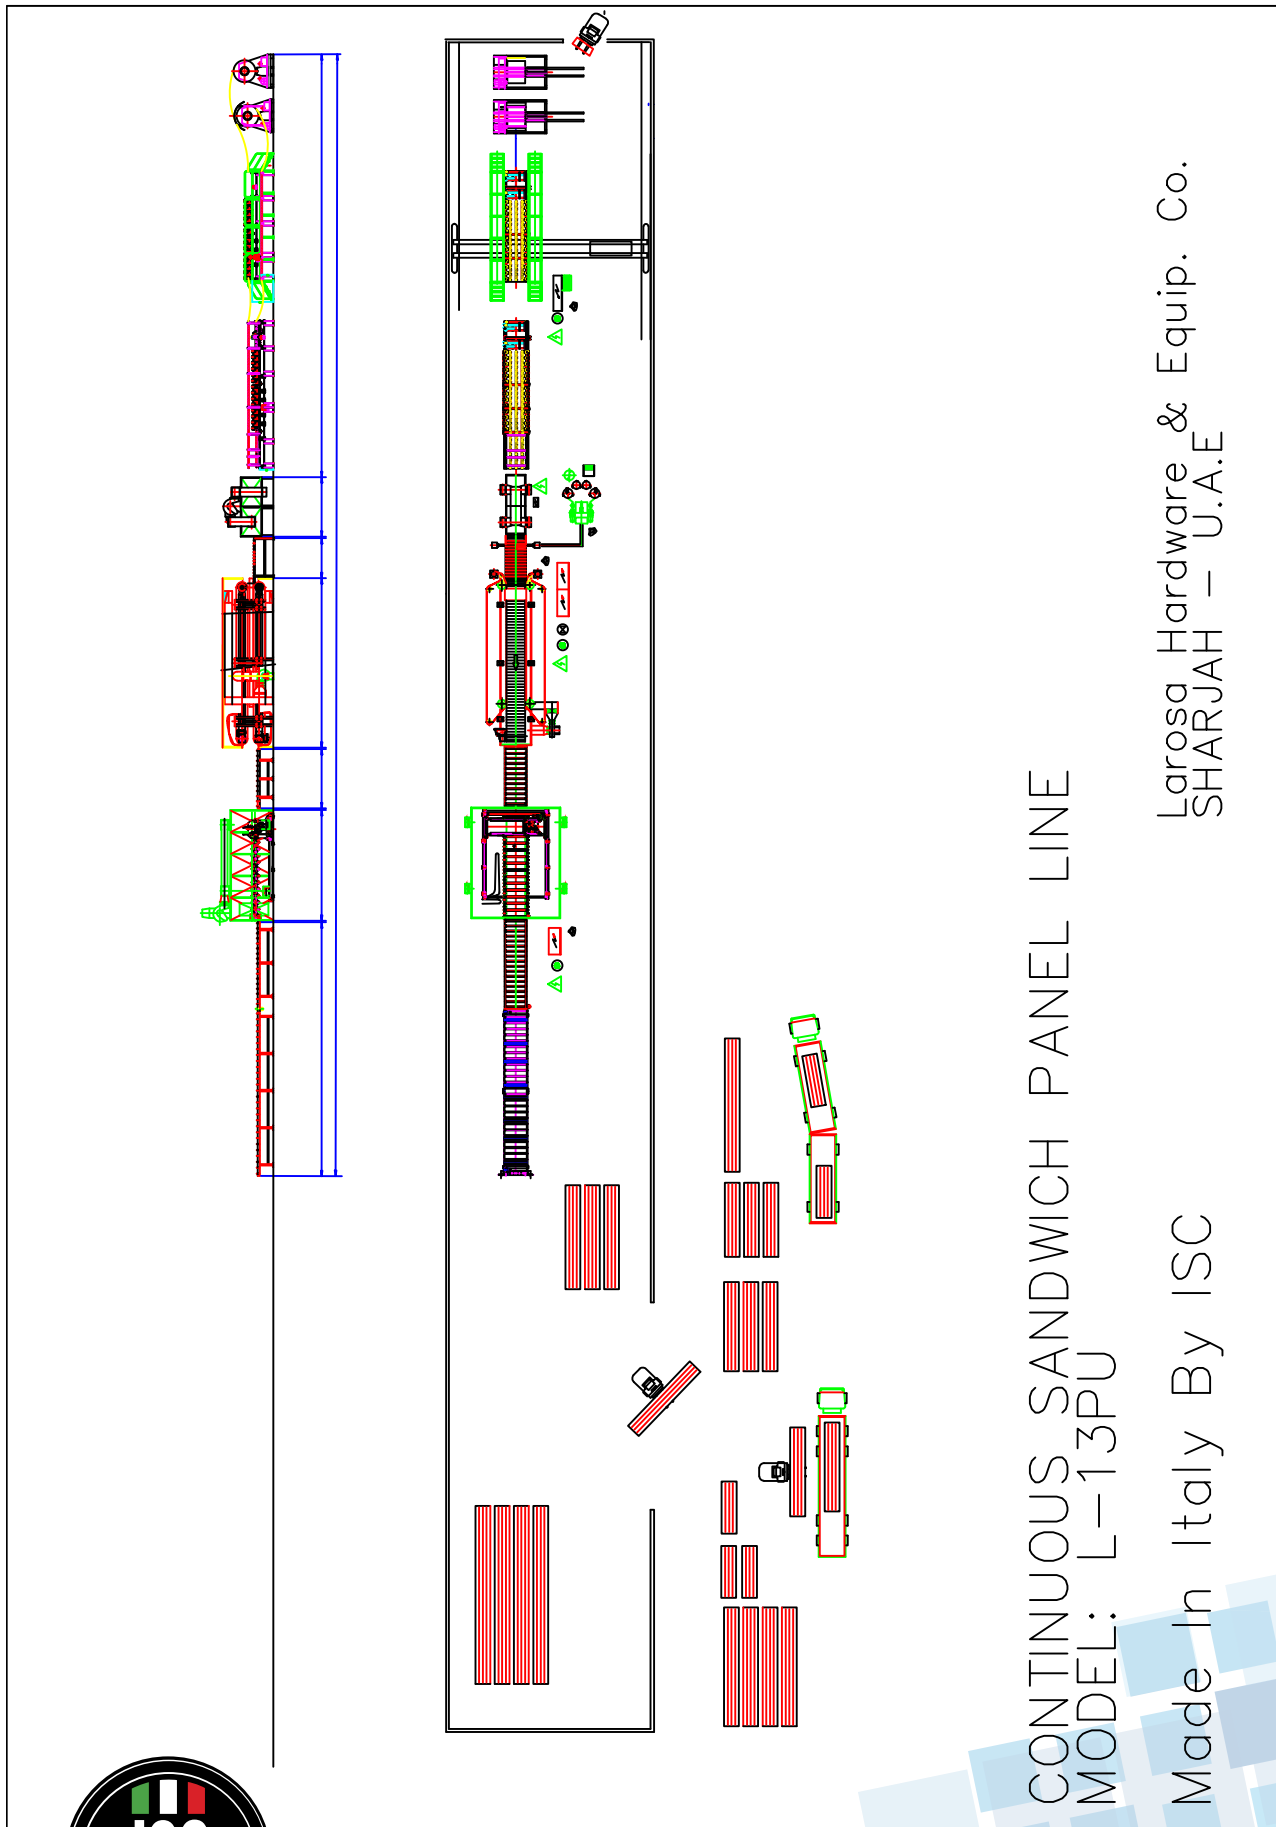 CONTINUOUS SANDWICH PANEL LINE
MODEL: L-13PU
Made In Italy By ISC
Larosa Hardware & Equip. Co.
SHARJAH - U.A.E